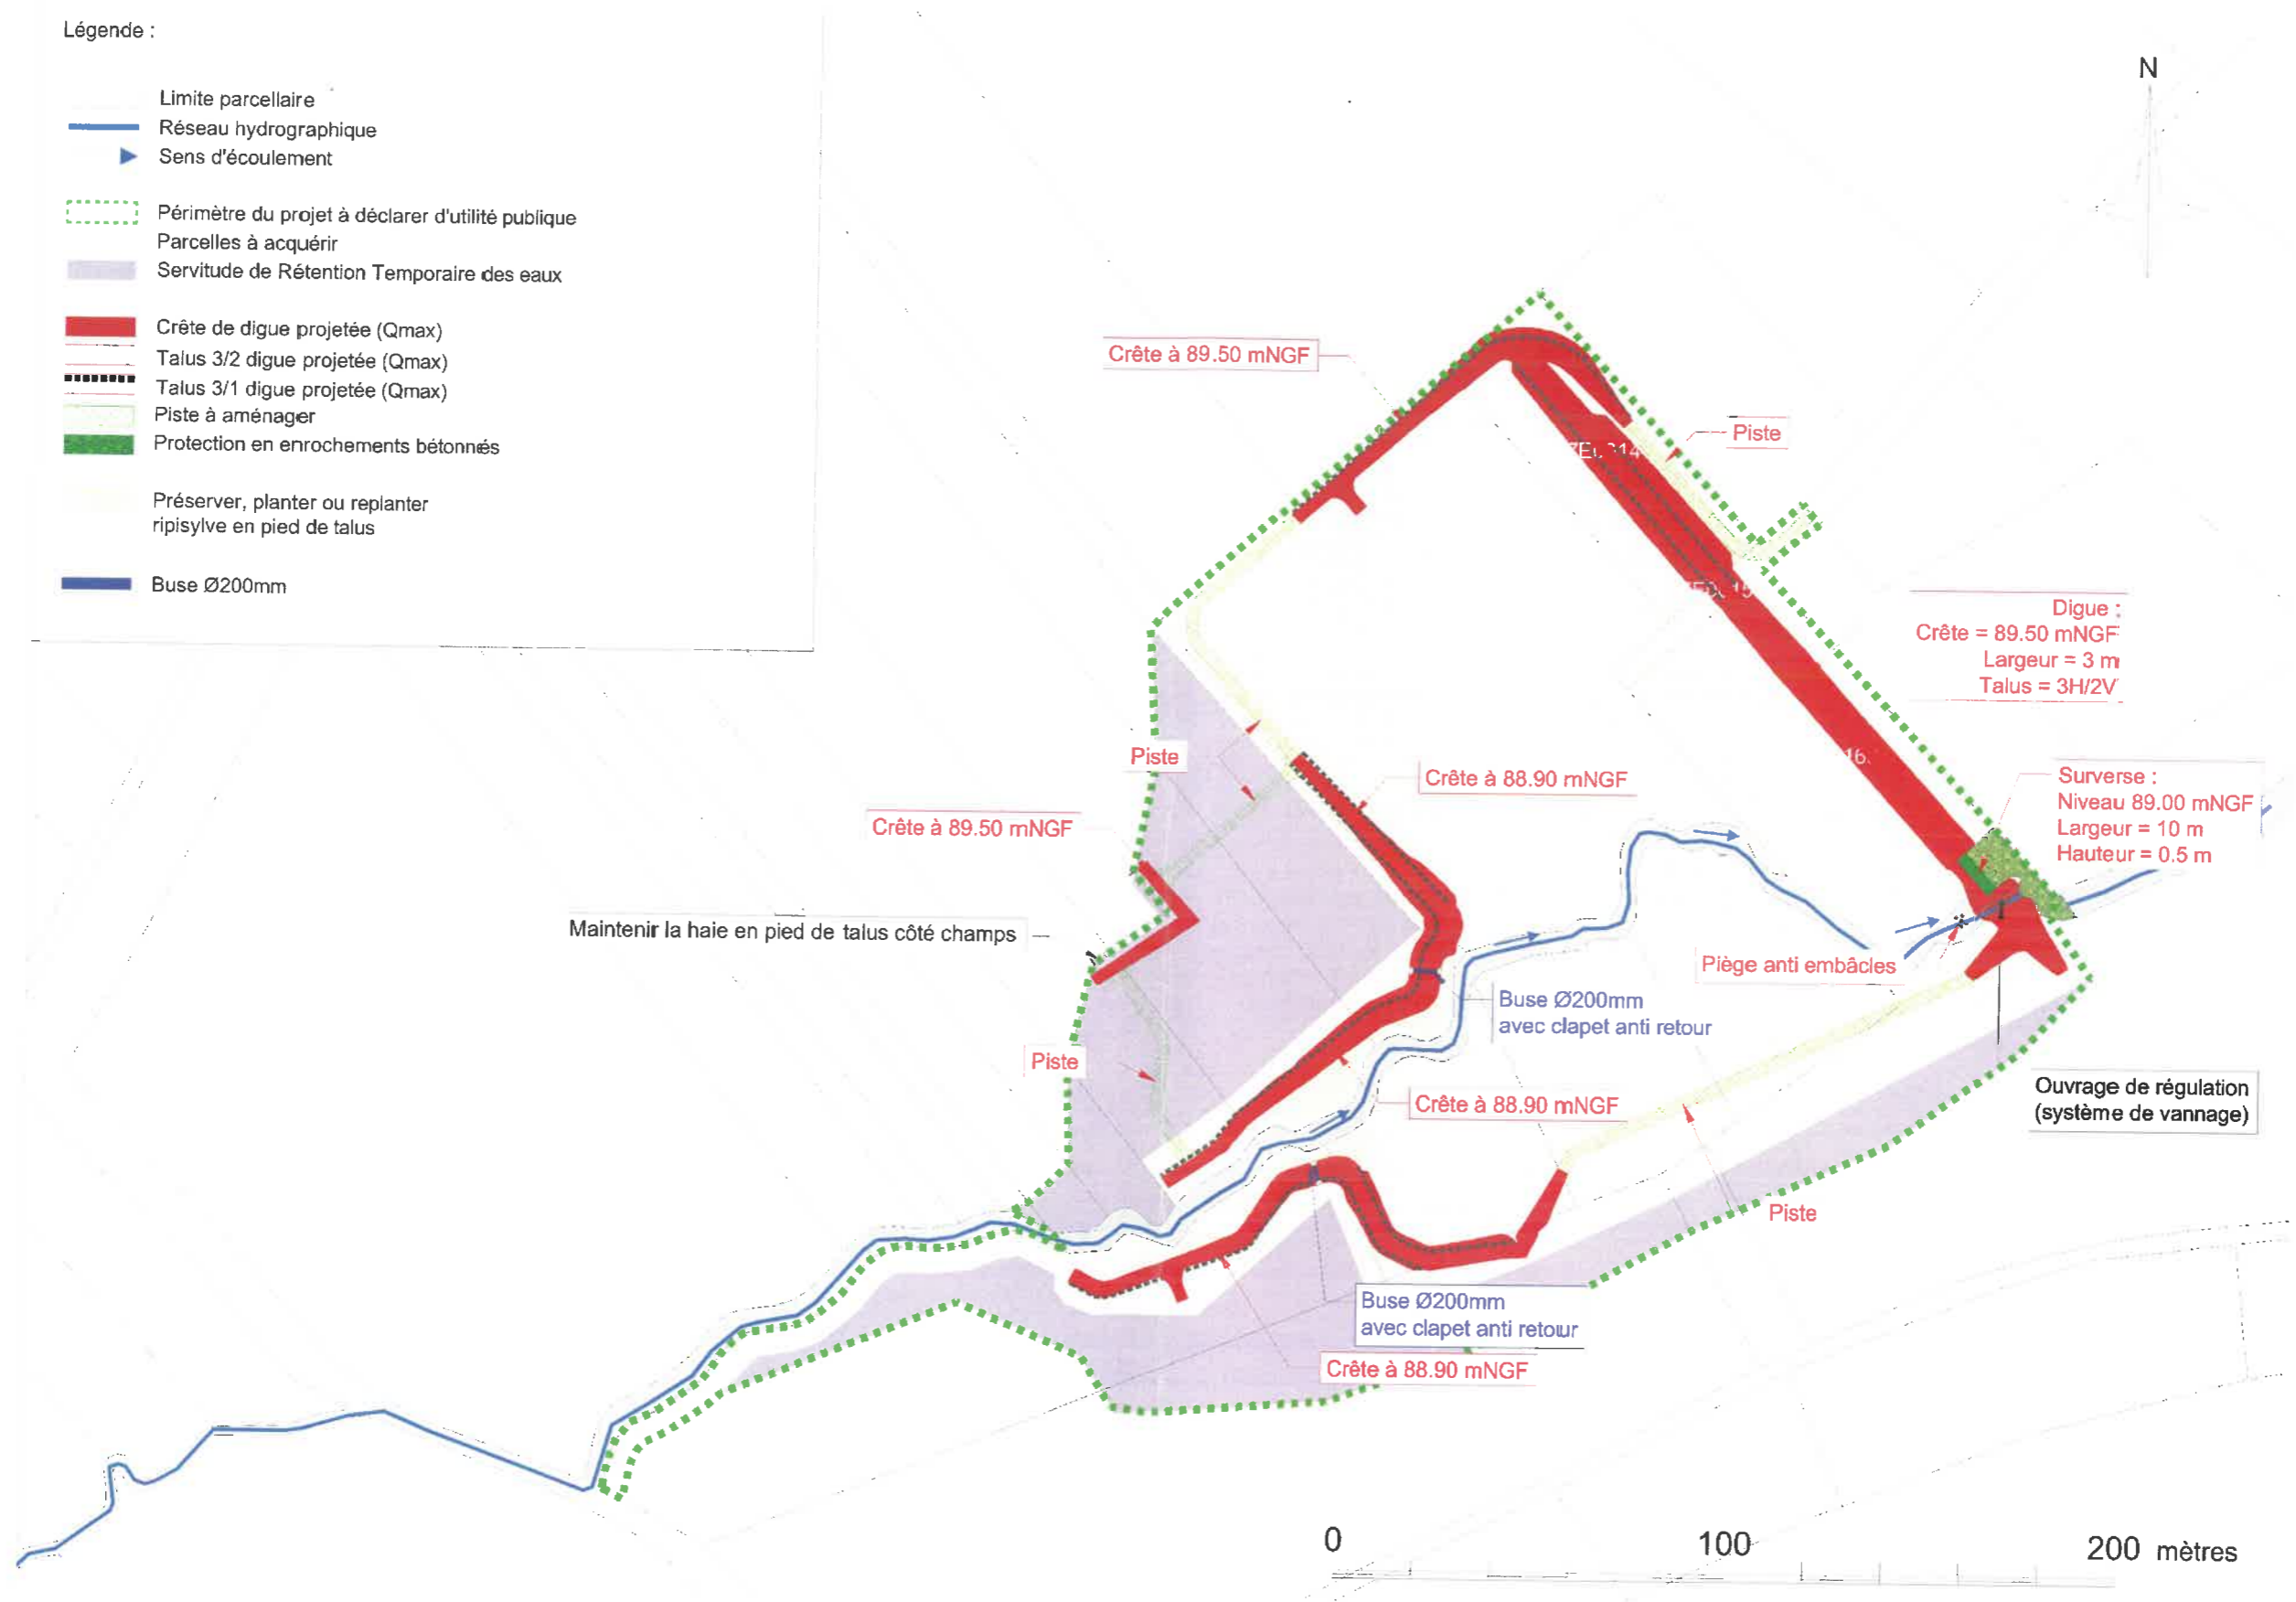 Légende :
Limite parcellaire
Réseau hydrographique
Sens d'écoulement
Périmètre du projet à déclarer d'utilité publique
Parcelles à acquérir
Servitude de Rétention Temporaire des eaux
Crête de digue projetée (Qmax)
Talus 3/2 digue projetée (Qmax)
Talus 3/1 digue projetée (Qmax)
Piste à aménager
Protection en enrochements bétonnés
Préserver, planter ou replanter
ripisylve en pied de talus
Buse Ø200mm
N
Crête à 89.50 mNGF
Piste
Digue :
Crête = 89.50 mNGF
Largeur = 3 m
Talus = 3H/2V
Piste
Crête à 88.90 mNGF
Surverse :
Niveau 89.00 mNGF
Largeur = 10 m
Hauteur = 0.5 m
Crête à 89.50 mNGF
Maintenir la haie en pied de talus côté champs
Piège anti embâcles
Buse Ø200mm
avec clapet anti retour
Piste
Crête à 88.90 mNGF
Ouvrage de régulation
(système de vannage)
Piste
Buse Ø200mm
avec clapet anti retour
Crête à 88.90 mNGF
0 100 200 mètres